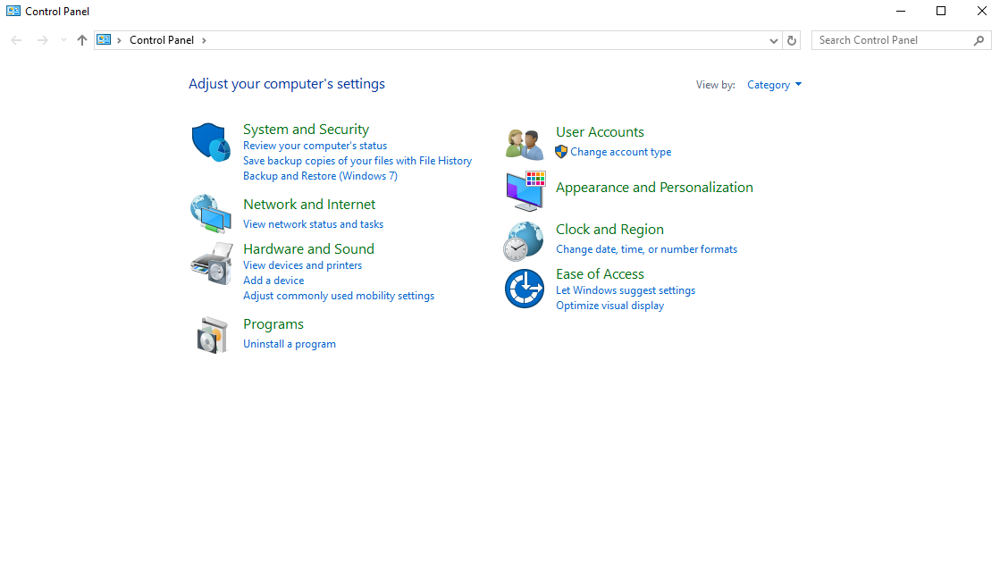 Control Panel
Control Panel
Search Control Panel
Adjust your computer's settings
View by: Category
System and Security
Review your computer's status
Save backup copies of your files with File History
Backup and Restore (Windows 7)
Network and Internet
View network status and tasks
Hardware and Sound
View devices and printers
Add a device
Adjust commonly used mobility settings
Programs
Uninstall a program
User Accounts
Change account type
Appearance and Personalization
Clock and Region
Change date, time, or number formats
Ease of Access
Let Windows suggest settings
Optimize visual display